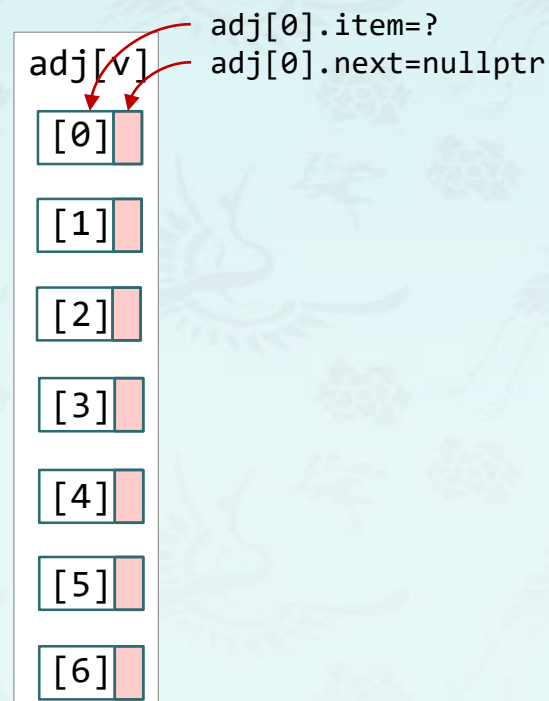 adj[0].item=?
adj[v]
adj[0].next=nullptr
[0]
[1]
[2]
[3]
[4]
[5]
[6]